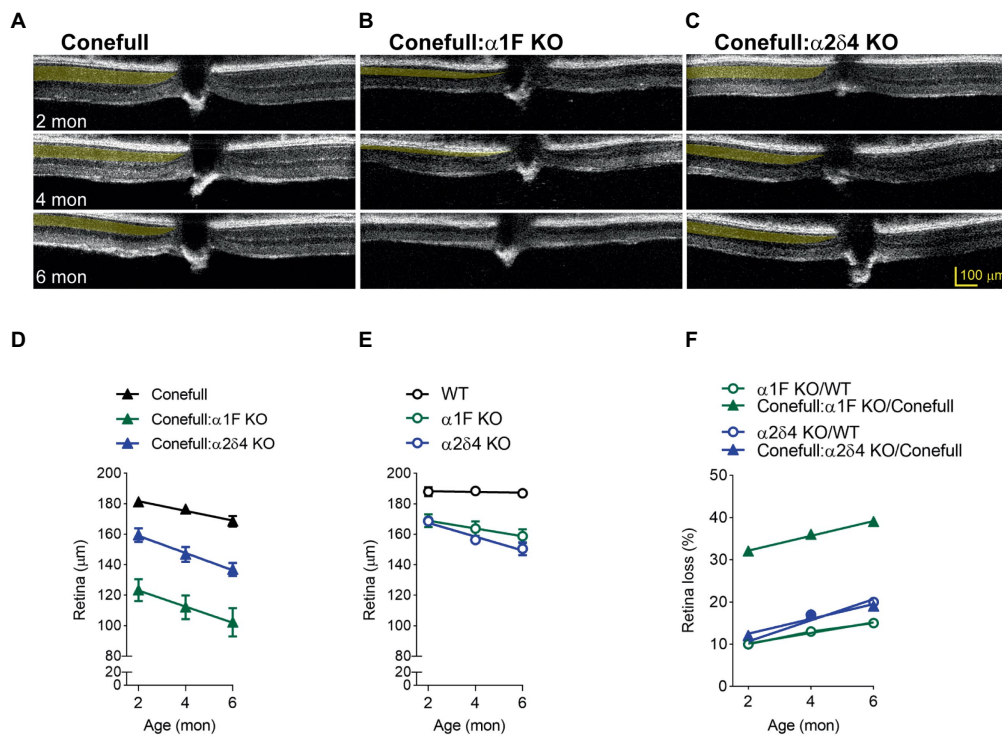 A
Conefull
B
Conefull:α1F KO
C
Conefull:α2δ4 KO
2 mon
4 mon
6 mon
100 μm
D
Conefull
Conefull:α1F KO
Conefull:α2δ4 KO
200
180
160
140
120
100
80
20
0
Retina (μm)
2 4 6
Age (mon)
E
WT
α1F KO
α2δ4 KO
200
180
160
140
120
100
80
20
0
Retina (μm)
2 4 6
Age (mon)
F
α1F KO/WT
Conefull:α1F KO/Conefull
α2δ4 KO/WT
Conefull:α2δ4 KO/Conefull
50
40
30
20
10
0
Retina loss (%)
2 4 6
Age (mon)